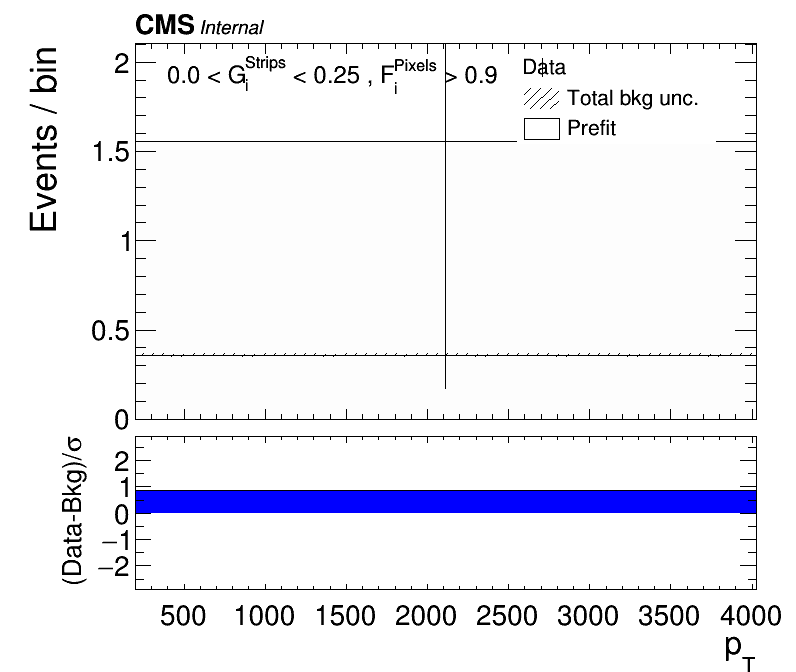 CMS Internal
0.0 < G_i^Strips < 0.25 , F_i^Pixels > 0.9
Data
Total bkg unc.
Prefit
Events / bin
2
1.5
1
0.5
0
(Data-Bkg)/σ
2
1
0
−1
−2
500 1000 1500 2000 2500 3000 3500 4000
p_T